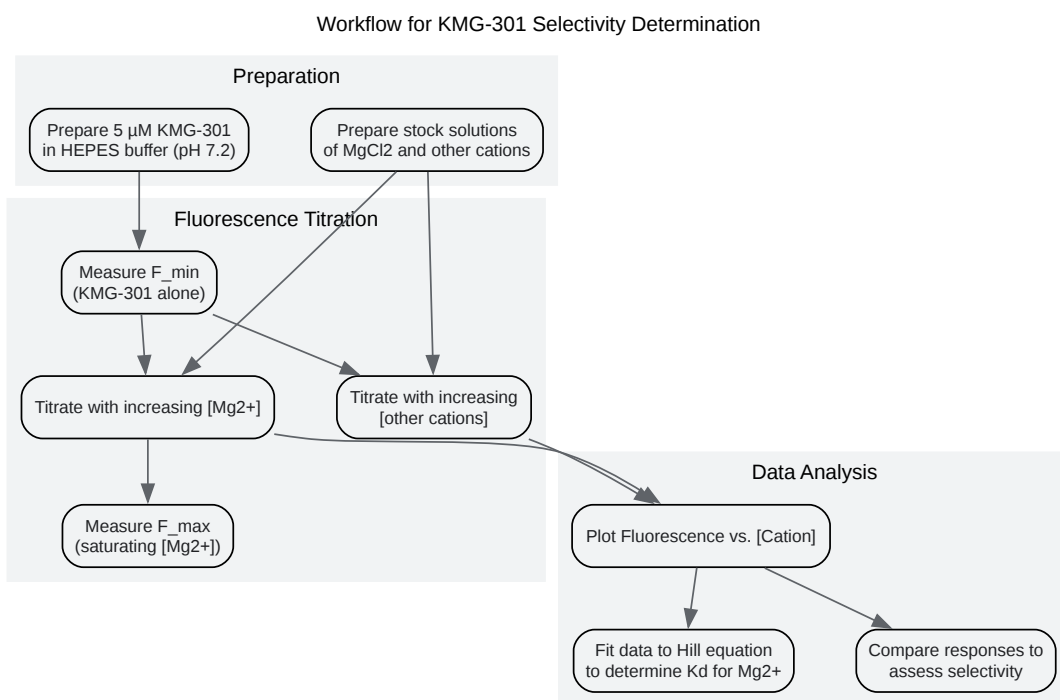 Workflow for KMG-301 Selectivity Determination
Preparation
Prepare 5 µM KMG-301
in HEPES buffer (pH 7.2)
Prepare stock solutions
of MgCl2 and other cations
Fluorescence Titration
Measure F_min
(KMG-301 alone)
Titrate with increasing [Mg2+]
Titrate with increasing
[other cations]
Measure F_max
(saturating [Mg2+])
Data Analysis
Plot Fluorescence vs. [Cation]
Fit data to Hill equation
to determine Kd for Mg2+
Compare responses to
assess selectivity